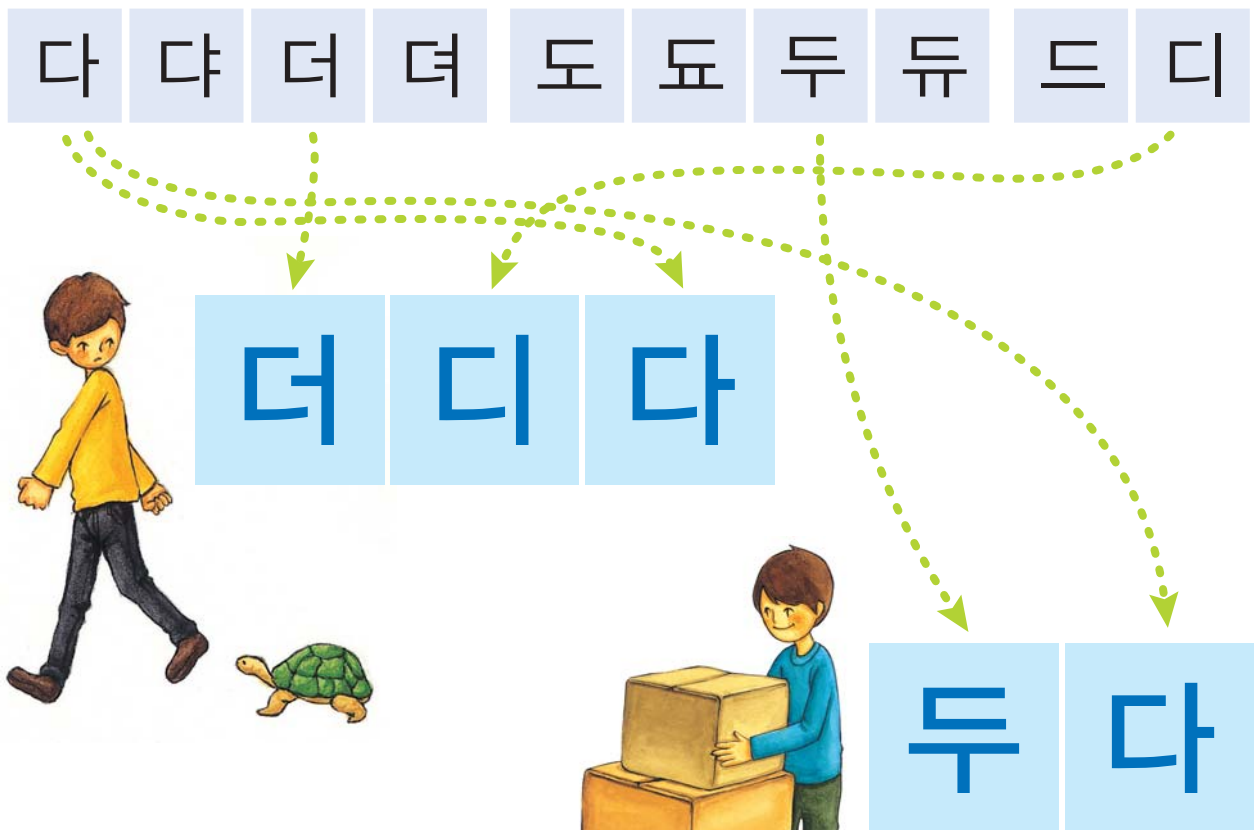 다 댜 더 뎌 도 됴 두 듀 드 디
더 디 다
두 다